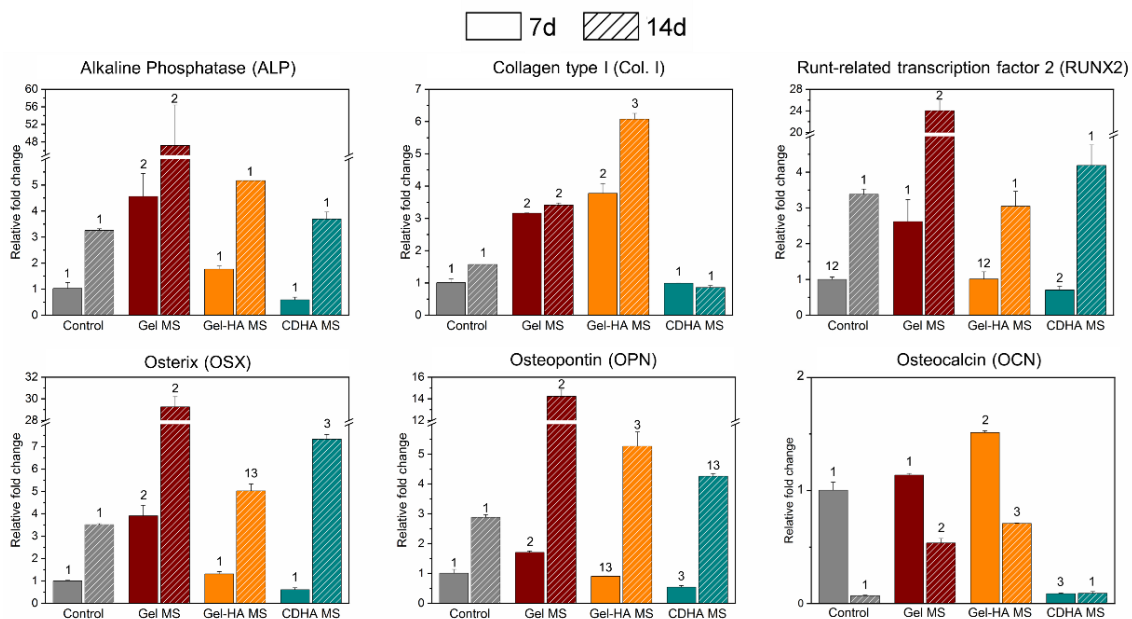 7d 14d
Alkaline Phosphatase (ALP)
Relative fold change
60
56
52
48
5
4
3
2
1
0
1 1 2 2 1 1 1 1
Control Gel MS Gel-HA MS CDHA MS
Collagen type I (Col. I)
Relative fold change
7
6
5
4
3
2
1
0
1 1 2 2 2 3 1 1
Control Gel MS Gel-HA MS CDHA MS
Runt-related transcription factor 2 (RUNX2)
Relative fold change
28
24
20
4
3
2
1
0
12 1 1 2 12 1 2 1
Control Gel MS Gel-HA MS CDHA MS
Osterix (OSX)
Relative fold change
32
30
28
7
6
5
4
3
2
1
0
1 1 2 2 1 13 1 3
Control Gel MS Gel-HA MS CDHA MS
Osteopontin (OPN)
Relative fold change
16
14
12
5
4
3
2
1
0
1 1 2 2 13 3 3 13
Control Gel MS Gel-HA MS CDHA MS
Osteocalcin (OCN)
Relative fold change
2
1
0
1 1 1 2 2 3 3 1
Control Gel MS Gel-HA MS CDHA MS